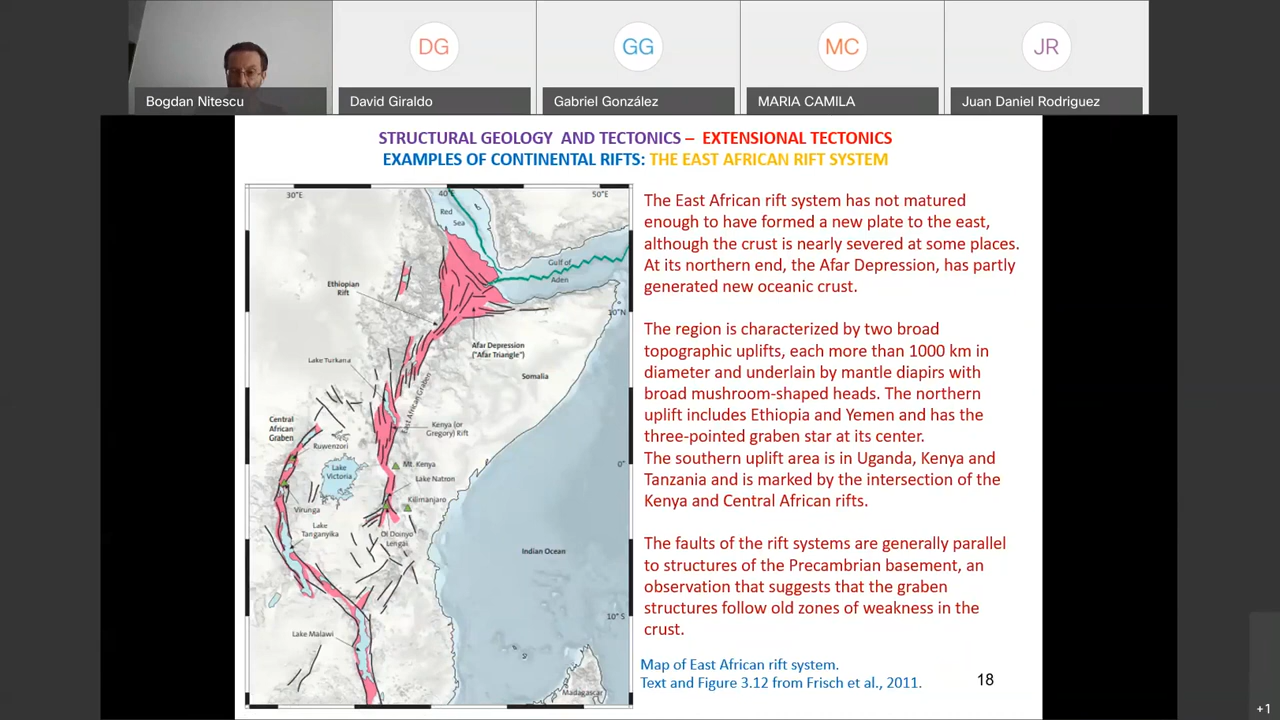 DG
GG
MC
JR
Bogdan Nitescu
David Giraldo
Gabriel González
MARIA CAMILA
Juan Daniel Rodriguez
STRUCTURAL GEOLOGY AND TECTONICS – EXTENSIONAL TECTONICS
EXAMPLES OF CONTINENTAL RIFTS: THE EAST AFRICAN RIFT SYSTEM
30°E
40°E
50°E
Red
Sea
Gulf of
Aden
Ethiopian
Rift
10°N
Afar Depression
("Afar Triangle")
Lake Turkana
Somalia
East African Graben
Central
African
Graben
Kenya (or
Gregory) Rift
Ruwenzori
Lake
Victoria
Mt. Kenya
0°
Lake Natron
Kilimanjaro
Virunga
Lake
Tanganyika
Ol Doinyo
Lengai
Indian Ocean
10° S
Lake Malawi
Madagascar
The East African rift system has not matured
enough to have formed a new plate to the east,
although the crust is nearly severed at some places.
At its northern end, the Afar Depression, has partly
generated new oceanic crust.
The region is characterized by two broad
topographic uplifts, each more than 1000 km in
diameter and underlain by mantle diapirs with
broad mushroom-shaped heads. The northern
uplift includes Ethiopia and Yemen and has the
three-pointed graben star at its center.
The southern uplift area is in Uganda, Kenya and
Tanzania and is marked by the intersection of the
Kenya and Central African rifts.
The faults of the rift systems are generally parallel
to structures of the Precambrian basement, an
observation that suggests that the graben
structures follow old zones of weakness in the
crust.
Map of East African rift system.
Text and Figure 3.12 from Frisch et al., 2011.
18
+1